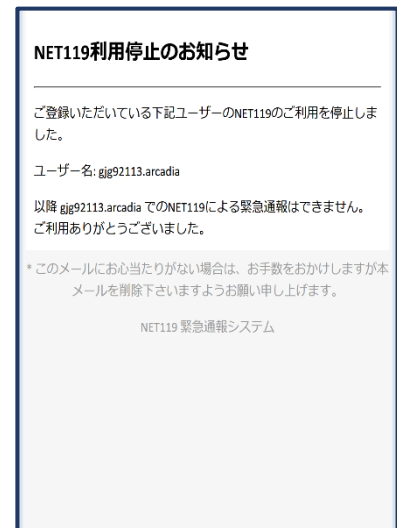 NET119利用停止のお知らせ
ご登録いただいている下記ユーザーのNET119のご利用を停止しま
した。
ユーザー名: gjg92113.arcadia
以降 gjg92113.arcadia でのNET119による緊急通報はできません。
ご利用ありがとうございました。
* このメールにお心当たりがない場合は、お手数をおかけしますが本
メールを削除下さいますようお願い申し上げます。
NET119 緊急通報システム